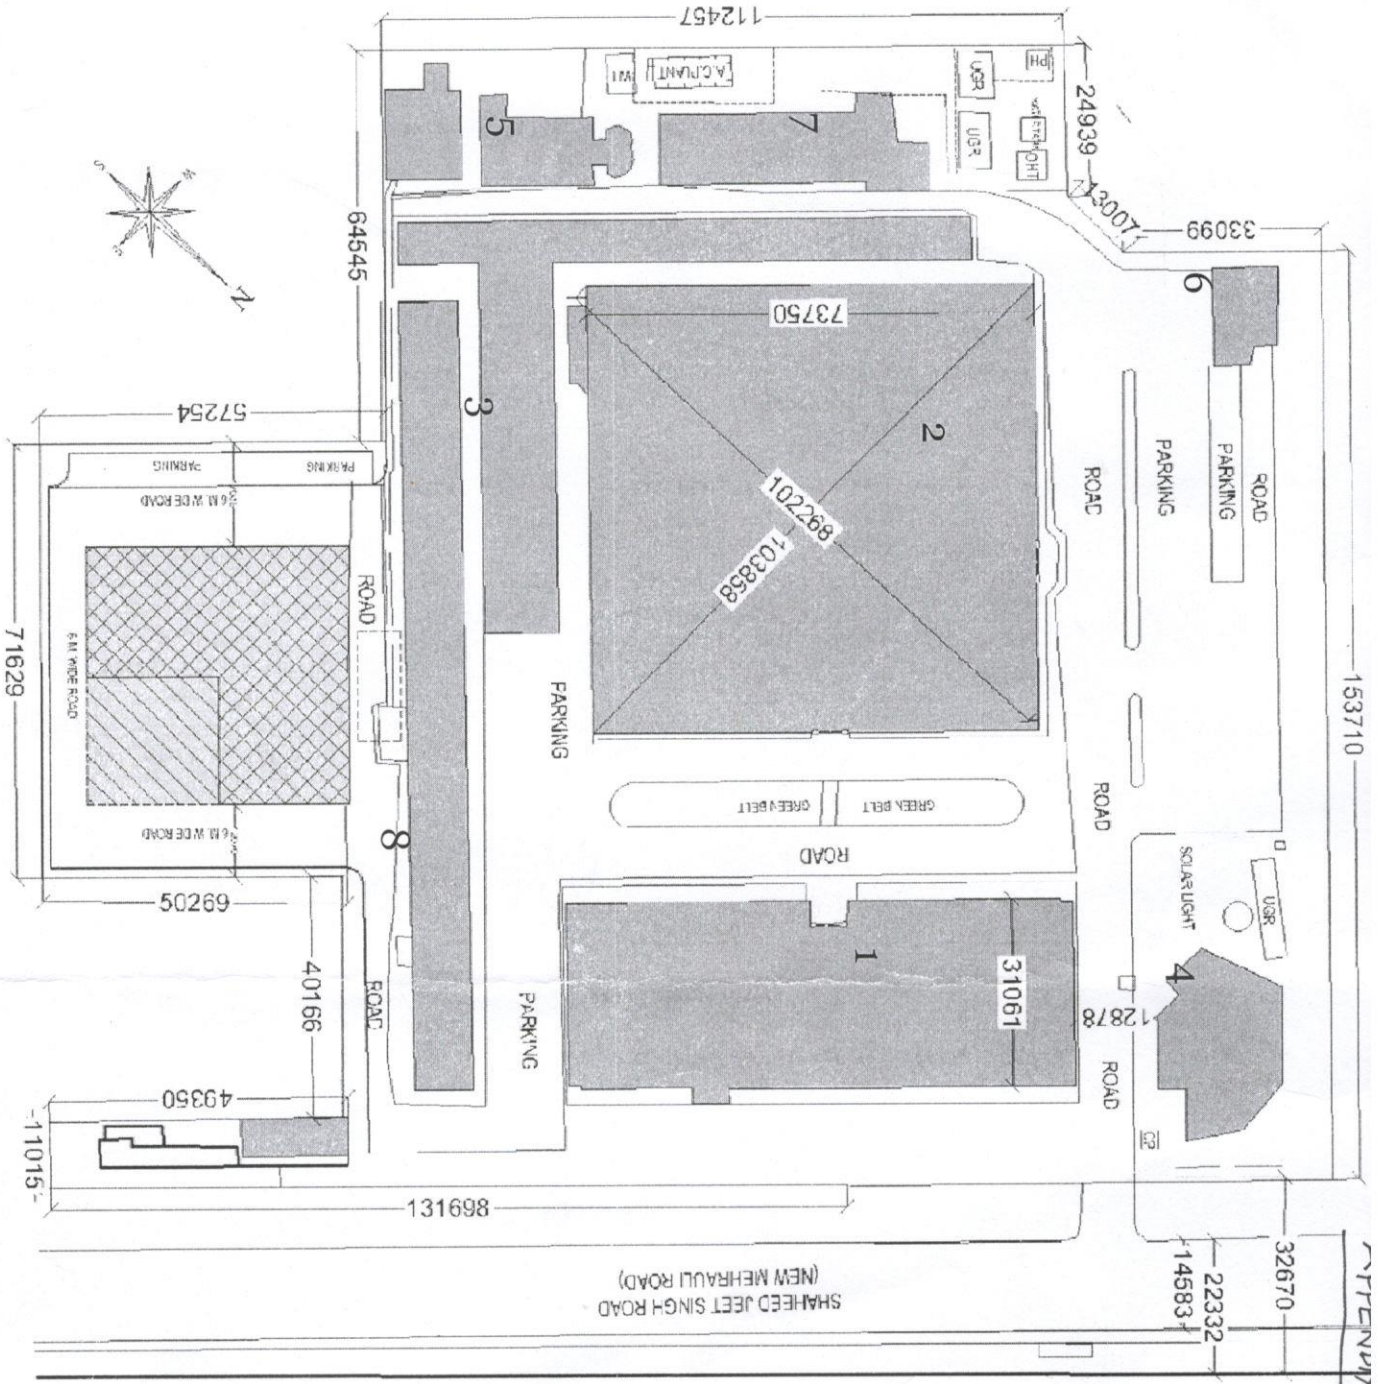 112457
24939
13007
33099
PH
UGR
A.C.PLANT
OHT
UGR
5
7
64545
N
S
6
153710
73750
57254
3
2
PARKING
PARKING
6 M. WIDE ROAD
ROAD
PARKING
PARKING
ROAD
102268
103858
ROAD
71629
6 M. WIDE ROAD
PARKING
GREEN BELT
GREEN BELT
ROAD
6 M. WIDE ROAD
8
ROAD
SOLAR LIGHT
UGR
50269
40166
ROAD
PARKING
1
31061
12878
4
ROAD
49350
11015
131698
SHAHEED JEET SINGH ROAD
(NEW MEHRAULI ROAD)
14583
22332
32670